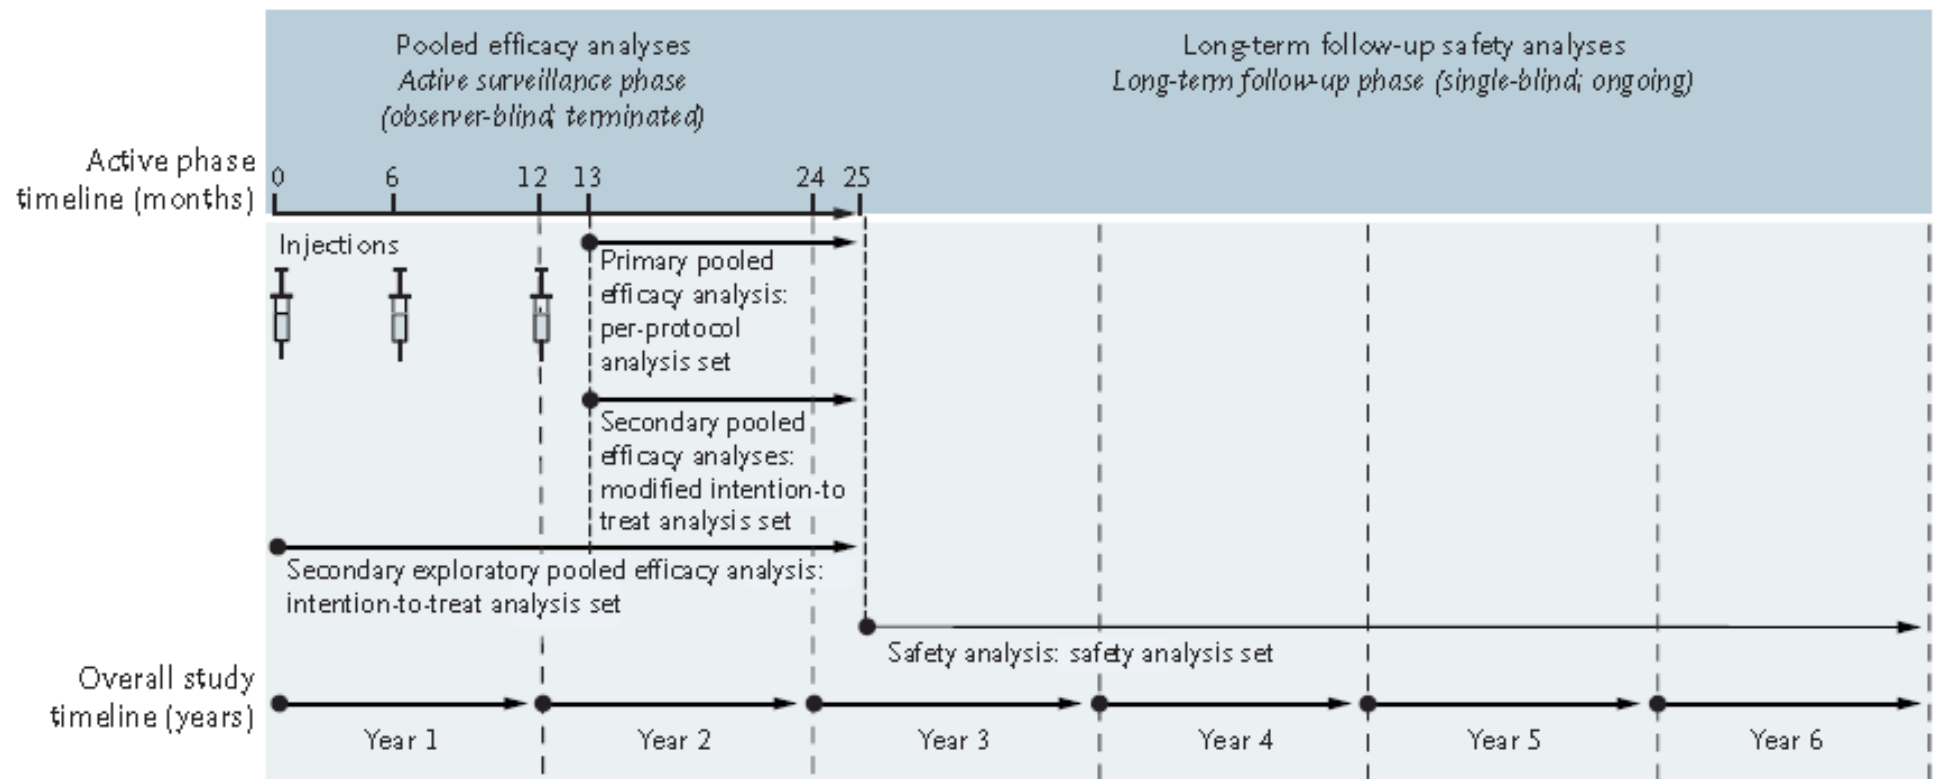 Pooled efficacy analyses
Active surveillance phase
(observer-blind; terminated)
Long-term follow-up safety analyses
Long-term follow-up phase (single-blind; ongoing)
Active phase
timeline (months)
0 6 12 13 24 25
Injections
Primary pooled
efficacy analysis:
per-protocol
analysis set
Secondary pooled
efficacy analyses:
modified intention-to
treat analysis set
Secondary exploratory pooled efficacy analysis:
intention-to-treat analysis set
Safety analysis: safety analysis set
Overall study
timeline (years)
Year 1 Year 2 Year 3 Year 4 Year 5 Year 6